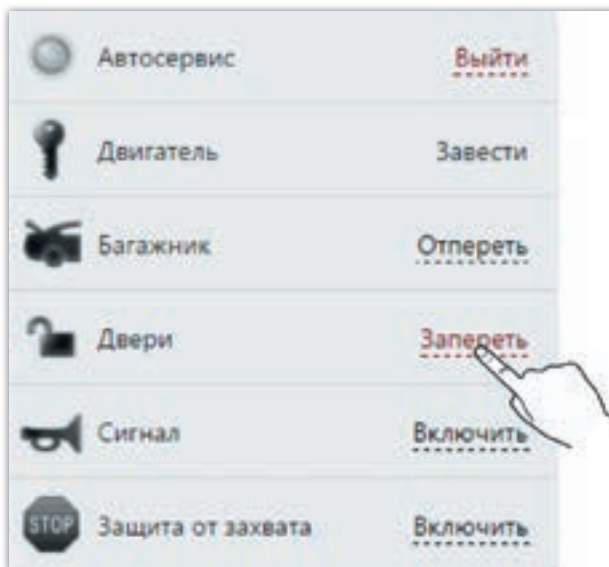 Автосервис Выйти
Двигатель Завести
Багажник Отпереть
Двери Запереть
Сигнал Включить
STOP Защита от захвата Включить